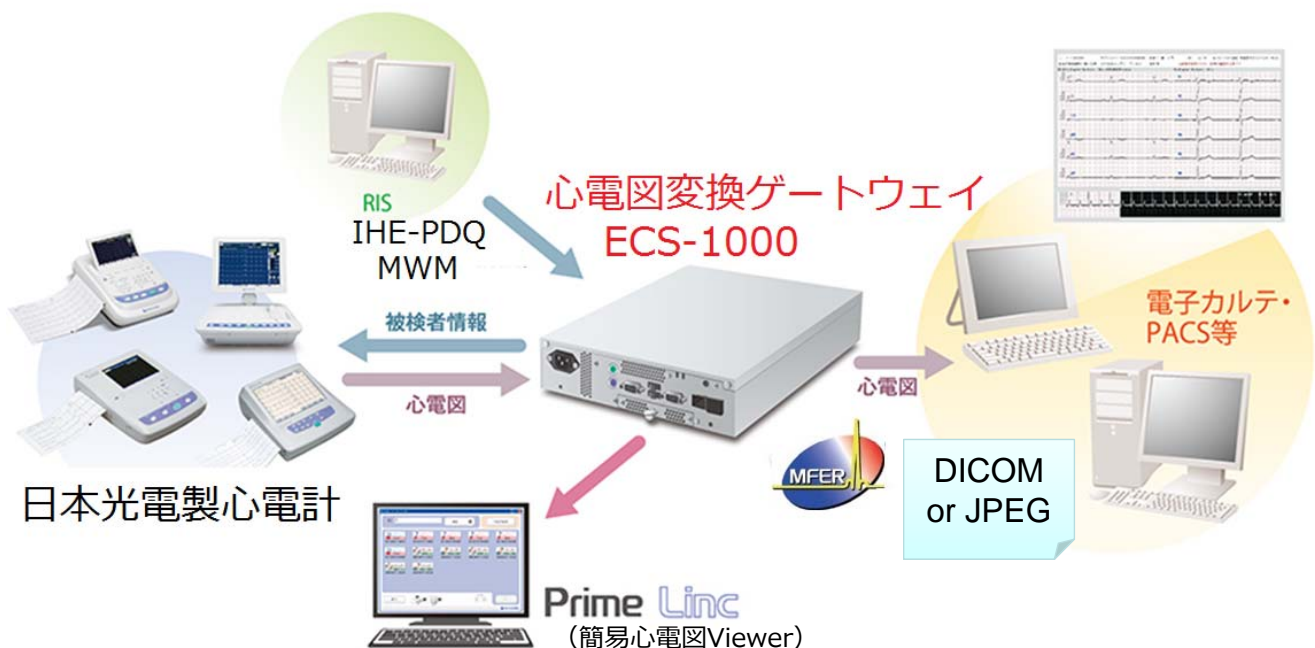 心電図変換ゲートウェイ
ECS-1000
RIS
IHE-PDQ
MWM
被検者情報
心電図
日本光電製心電計
心電図
電子カルテ・
PACS等
MFER
DICOM
or JPEG
Prime Linc
（簡易心電図Viewer）